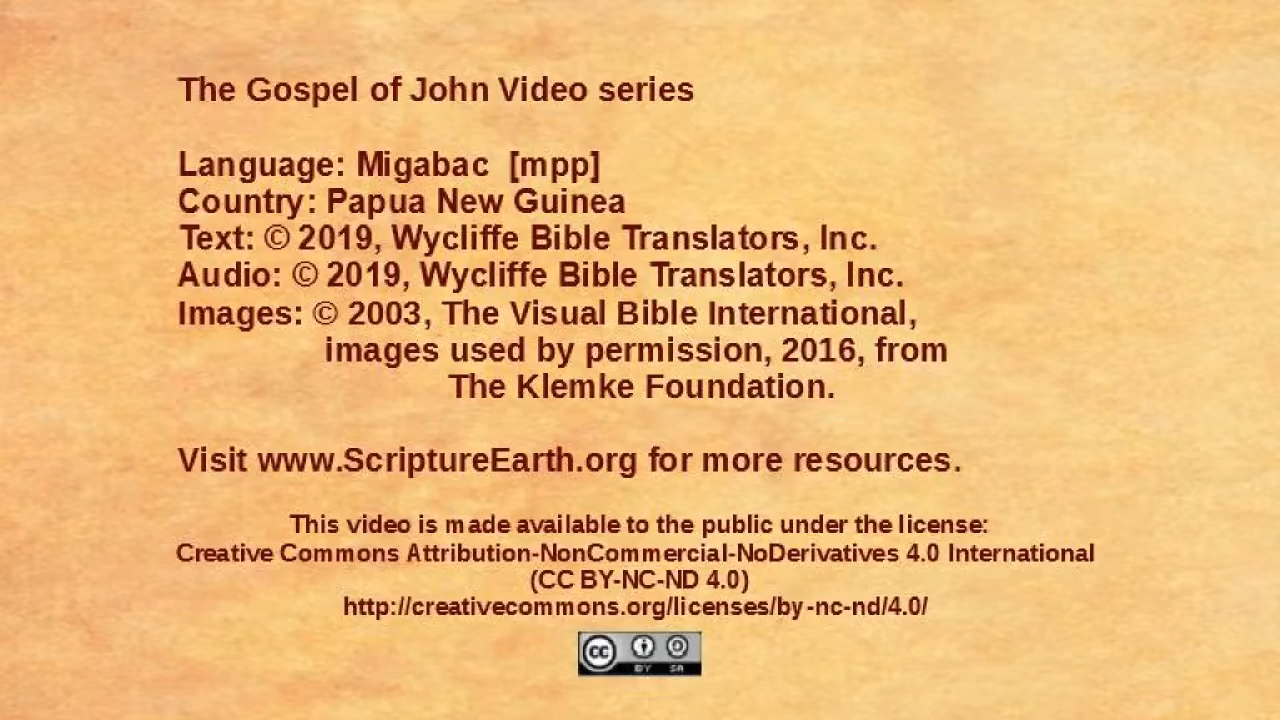 The Gospel of John Video series
Language: Migabac [mpp]
Country: Papua New Guinea
Text: © 2019, Wycliffe Bible Translators, Inc.
Audio: © 2019, Wycliffe Bible Translators, Inc.
Images: © 2003, The Visual Bible International,
images used by permission, 2016, from
The Klemke Foundation.
Visit www.ScriptureEarth.org for more resources.
This video is made available to the public under the license:
Creative Commons Attribution-NonCommercial-NoDerivatives 4.0 International
(CC BY-NC-ND 4.0)
http://creativecommons.org/licenses/by-nc-nd/4.0/
cc BY SA